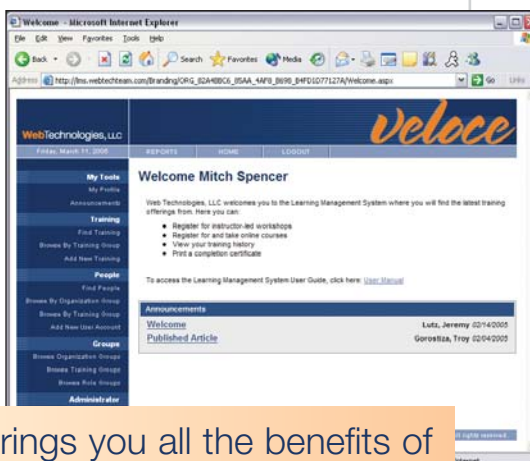 Welcome - Microsoft Internet Explorer
File Edit View Favorites Tools Help
Back Search Favorites Media
Address http://lms.webtechteam.com/Branding/ORG_82A4BBC6_85AA_4AF8_B698_B4FD1D77127A/Welcome.aspx Go Links
WebTechnologies, LLC
Veloce
Friday, March 11, 2005 REPORTS HOME LOGOUT
My Tools
My Profile
Announcements
Training
Find Training
Browse By Training Group
Add New Training
People
Find People
Browse By Organization Group
Browse By Training Group
Add New User Account
Groups
Browse Organization Groups
Browse Training Groups
Browse Role Groups
Administrator
Welcome Mitch Spencer
Web Technologies, LLC welcomes you to the Learning Management System where you will find the latest training
offerings from. Here you can:
Register for instructor-led workshops
Register for and take online courses
View your training history
Print a completion certificate
To access the Learning Management System User Guide, click here: User Manual
Announcements
Welcome Lutz, Jeremy 02/14/2005
Published Article Gorostiza, Troy 02/04/2005
rings you all the benefits of
rights reserved.